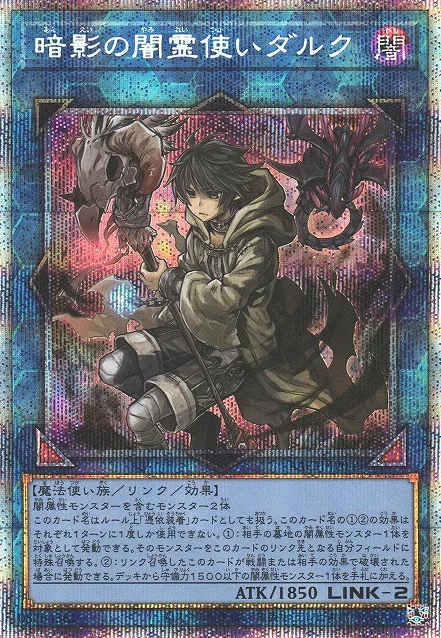 暗影の闇霊使いダルク
闇
【魔法使い族／リンク／効果】
闇属性モンスターを含むモンスター2体
このカード名はルール上「憑依装着」カードとしても扱う。このカード名の①②の効果は
それぞれ1ターンに1度しか使用できない。①：相手の墓地の闇属性モンスター1体を
対象として発動できる。そのモンスターをこのカードのリンク先となる自分フィールドに
特殊召喚する。②：リンク召喚したこのカードが戦闘または相手の効果で破壊された
場合に発動できる。デッキから守備力1500以下の闇属性モンスター1体を手札に加える。
ATK/1850 LINK-2